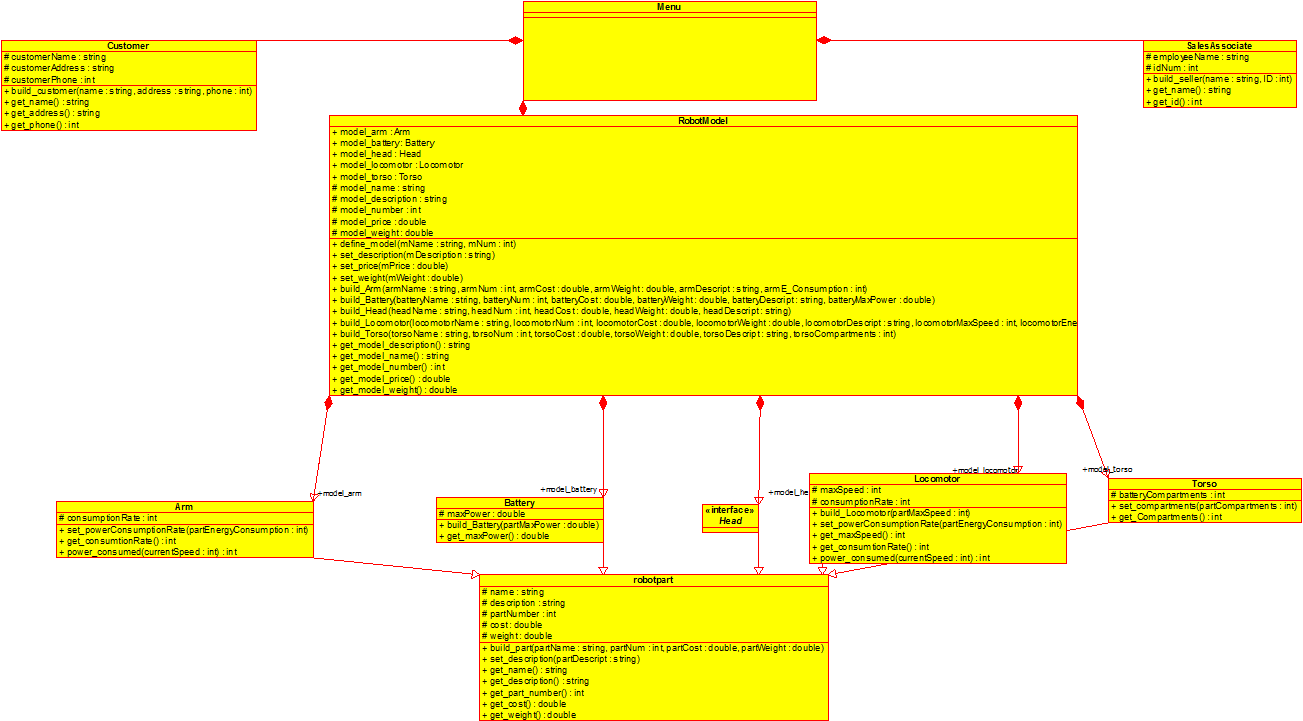 Menu
Customer
# customerName : string
# customerAddress : string
# customerPhone : int
+ build_customer(name : string, address : string, phone : int)
+ get_name() : string
+ get_address() : string
+ get_phone() : int
SalesAssociate
# employeeName : string
# idNum : int
+ build_seller(name : string, ID : int)
+ get_name() : string
+ get_id() : int
RobotModel
+ model_arm : Arm
+ model_battery: Battery
+ model_head : Head
+ model_locomotor : Locomotor
+ model_torso : Torso
# model_name : string
# model_description : string
# model_number : int
# model_price : double
# model_weight : double
+ define_model(mName : string, mNum : int)
+ set_description(mDescription : string)
+ set_price(mPrice : double)
+ set_weight(mWeight : double)
+ build_Arm(armName : string, armNum : int, armCost : double, armWeight : double, armDescript : string, armE_Consumption : int)
+ build_Battery(batteryName : string, batteryNum : int, batteryCost : double, batteryWeight : double, batteryDescript : string, batteryMaxPower : double)
+ build_Head(headName : string, headNum : int, headCost : double, headWeight : double, headDescript : string)
+ build_Locomotor(locomotorName : string, locomotorNum : int, locomotorCost : double, locomotorWeight : double, locomotorDescript : string, locomotorMaxSpeed : int, locomotorEne
+ build_Torso(torsoName : string, torsoNum : int, torsoCost : double, torsoWeight : double, torsoDescript : string, torsoCompartments : int)
+ get_model_description() : string
+ get_model_name() : string
+ get_model_number() : int
+ get_model_price() : double
+ get_model_weight() : double
+model_arm
+model_battery
+model_he
+model_locomotor
+model_torso
Arm
# consumptionRate : int
+ set_powerConsumptionRate(partEnergyConsumption : int)
+ get_consumtionRate() : int
+ power_consumed(currentSpeed : int) : int
Battery
# maxPower : double
+ build_Battery(partMaxPower : double)
+ get_maxPower() : double
«interface»
Head
Locomotor
# maxSpeed : int
# consumptionRate : int
+ build_Locomotor(partMaxSpeed : int)
+ set_powerConsumptionRate(partEnergyConsumption : int)
+ get_maxSpeed() : int
+ get_consumtionRate() : int
+ power_consumed(currentSpeed : int) : int
Torso
# batteryCompartments : int
+ set_compartments(partCompartments : int)
+ get_Compartments() : int
robotpart
# name : string
# description : string
# partNumber : int
# cost : double
# weight : double
+ build_part(partName : string, partNum : int, partCost : double, partWeight : double)
+ set_description(partDescript : string)
+ get_name() : string
+ get_description() : string
+ get_part_number() : int
+ get_cost() : double
+ get_weight() : double